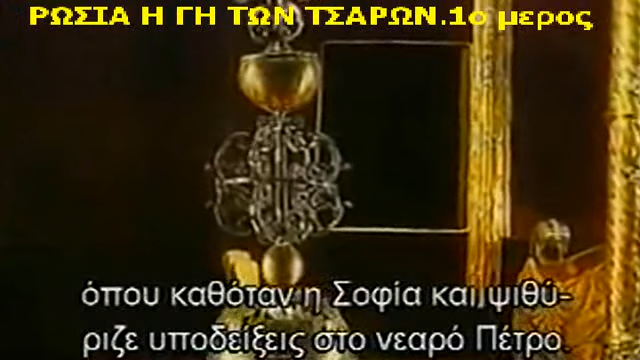 ΡΩΣΙΑ Η ΓΗ ΤΩΝ ΤΣΑΡΩΝ.1ο μερος
όπου καθόταν η Σοφία και ψιθύ-
ριζε υποδείξεις στο νεαρό Πέτρο.